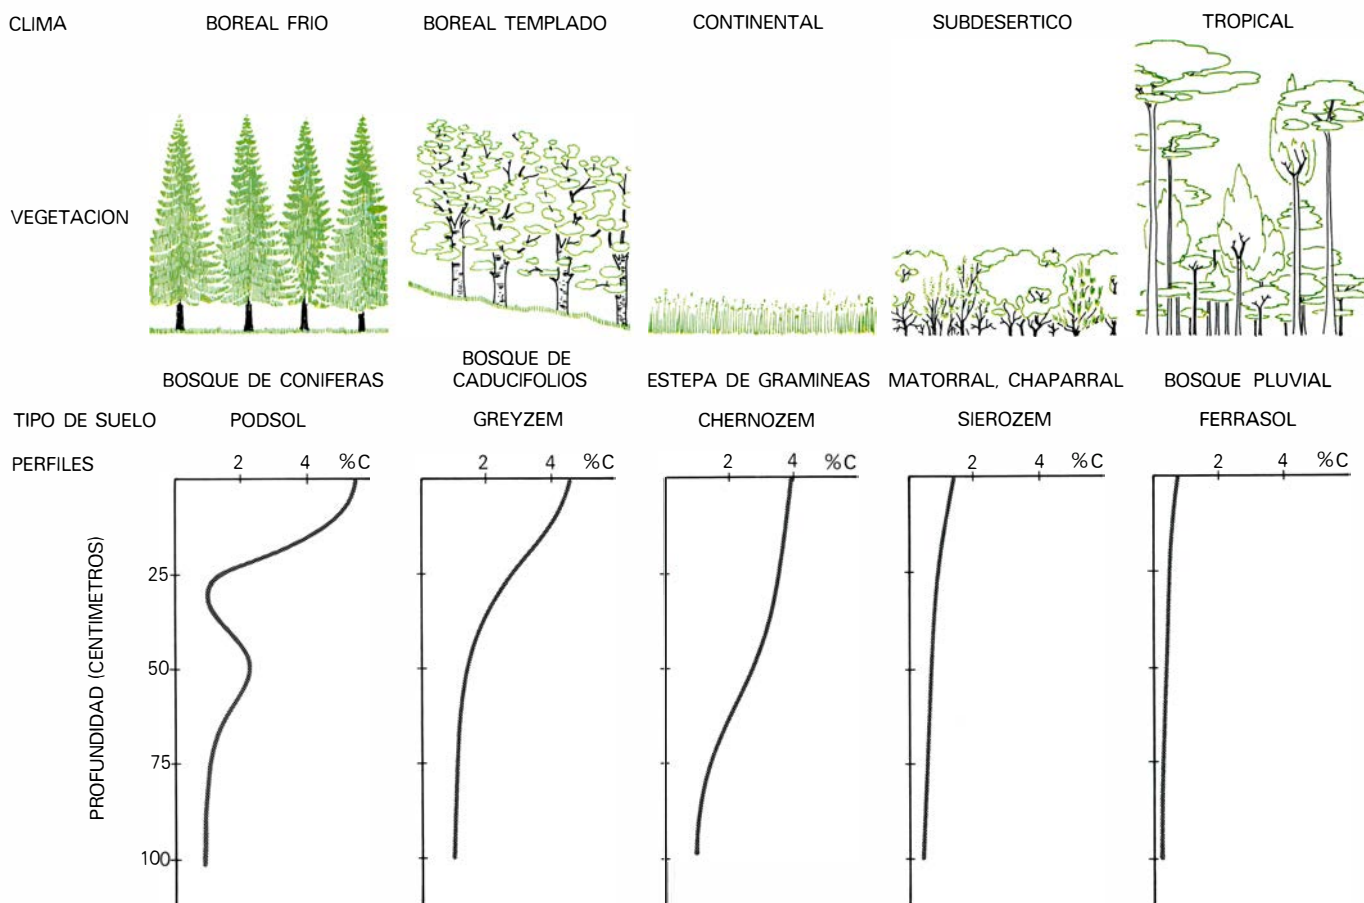 CLIMA BOREAL FRIO BOREAL TEMPLADO CONTINENTAL SUBDESERTICO TROPICAL
VEGETACION
BOSQUE DE CONIFERAS BOSQUE DE
CADUCIFOLIOS ESTEPA DE GRAMINEAS MATORRAL, CHAPARRAL BOSQUE PLUVIAL
TIPO DE SUELO PODSOL GREYZEM CHERNOZEM SIEROZEM FERRASOL
PERFILES 2 4 %C 2 4 %C 2 4 %C 2 4 %C 2 4 %C
PROFUNDIDAD (CENTIMETROS)
25
50
75
100